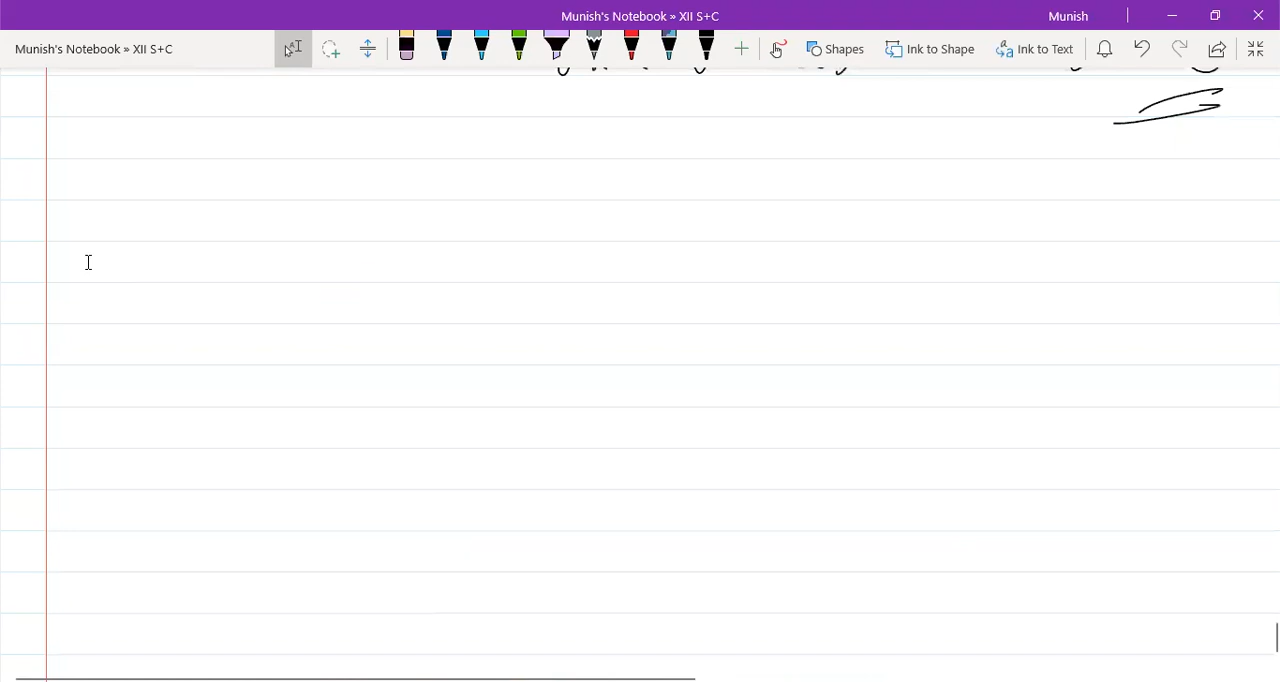 Munish's Notebook » XII S+C
Munish
Munish's Notebook » XII S+C
Shapes
Ink to Shape
Ink to Text